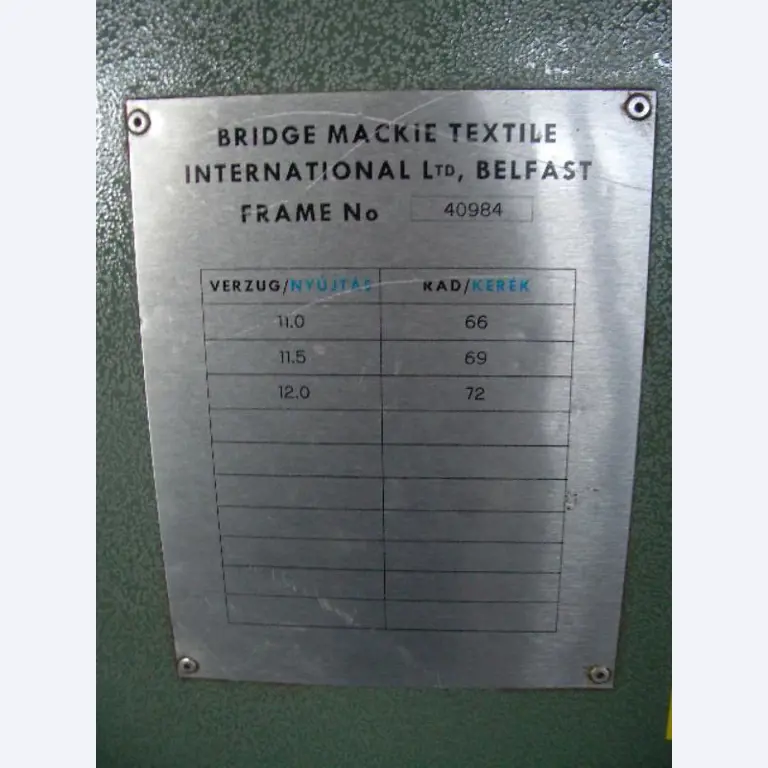 BRIDGE MACKiE TEXTILE
INTERNATIONAL LTD, BELFAST
FRAME No 40984
VERZUG/NYÚJTÁS RAD/KERÉK
11.0 66
11.5 69
12.0 72